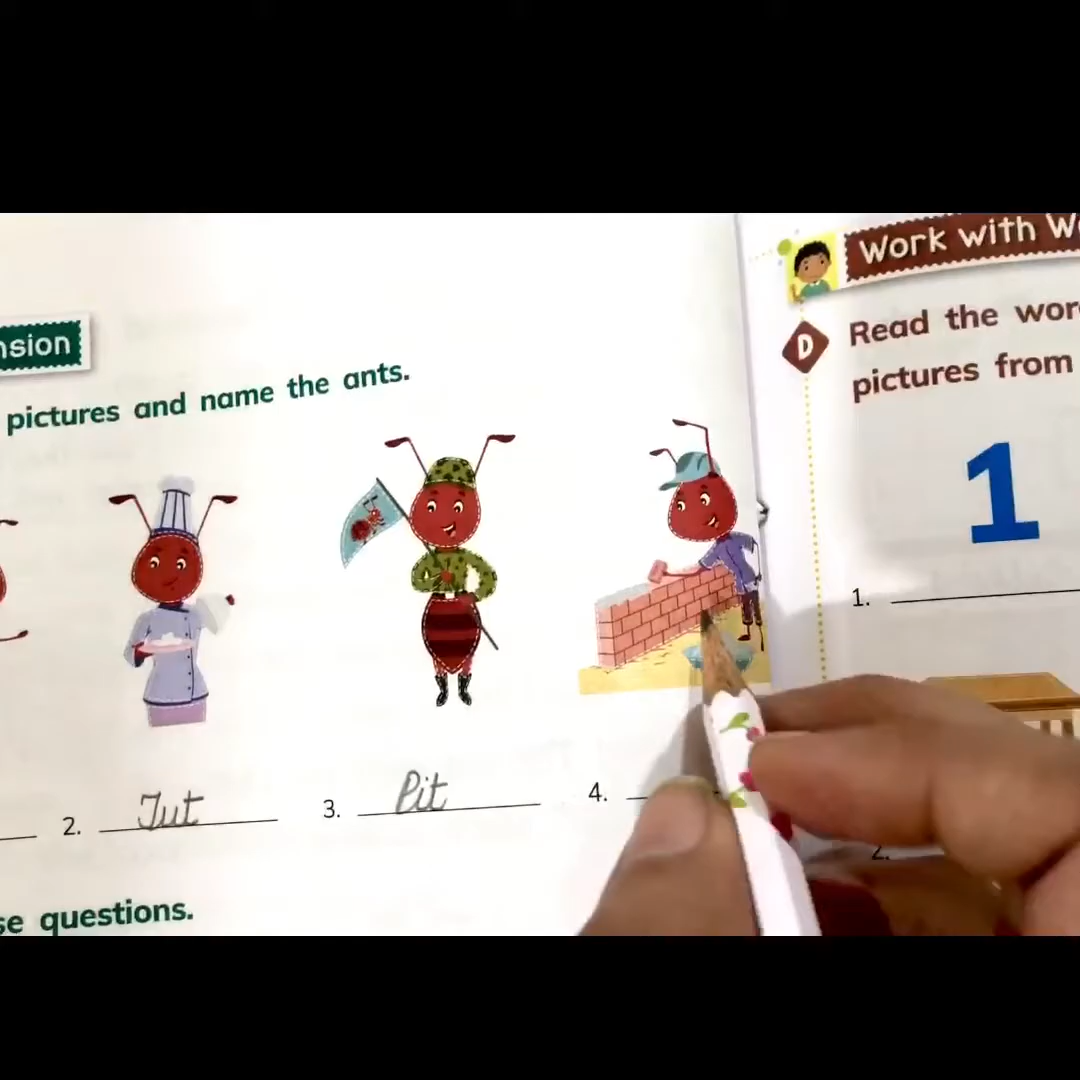 nsion
pictures and name the ants.
2. Tut
3. Pit
4.
se questions.
Work with W
D Read the wor
pictures from
1
1.
2.